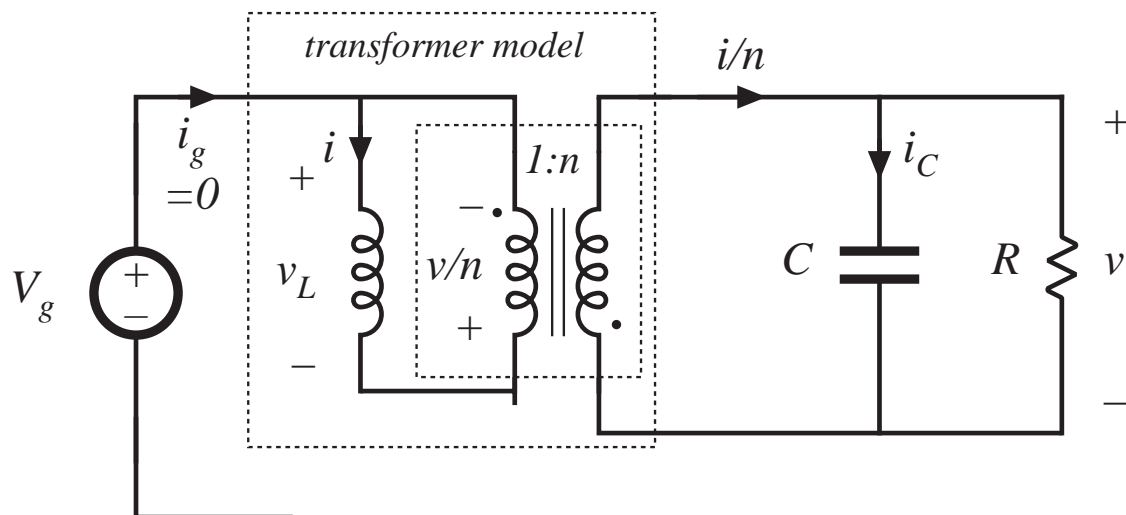 transformer model
i/n
i_g
=0
i
1:n
i_C
+
+
−
V_g
+
−
v_L
v/n
+
−
C
R
v
−